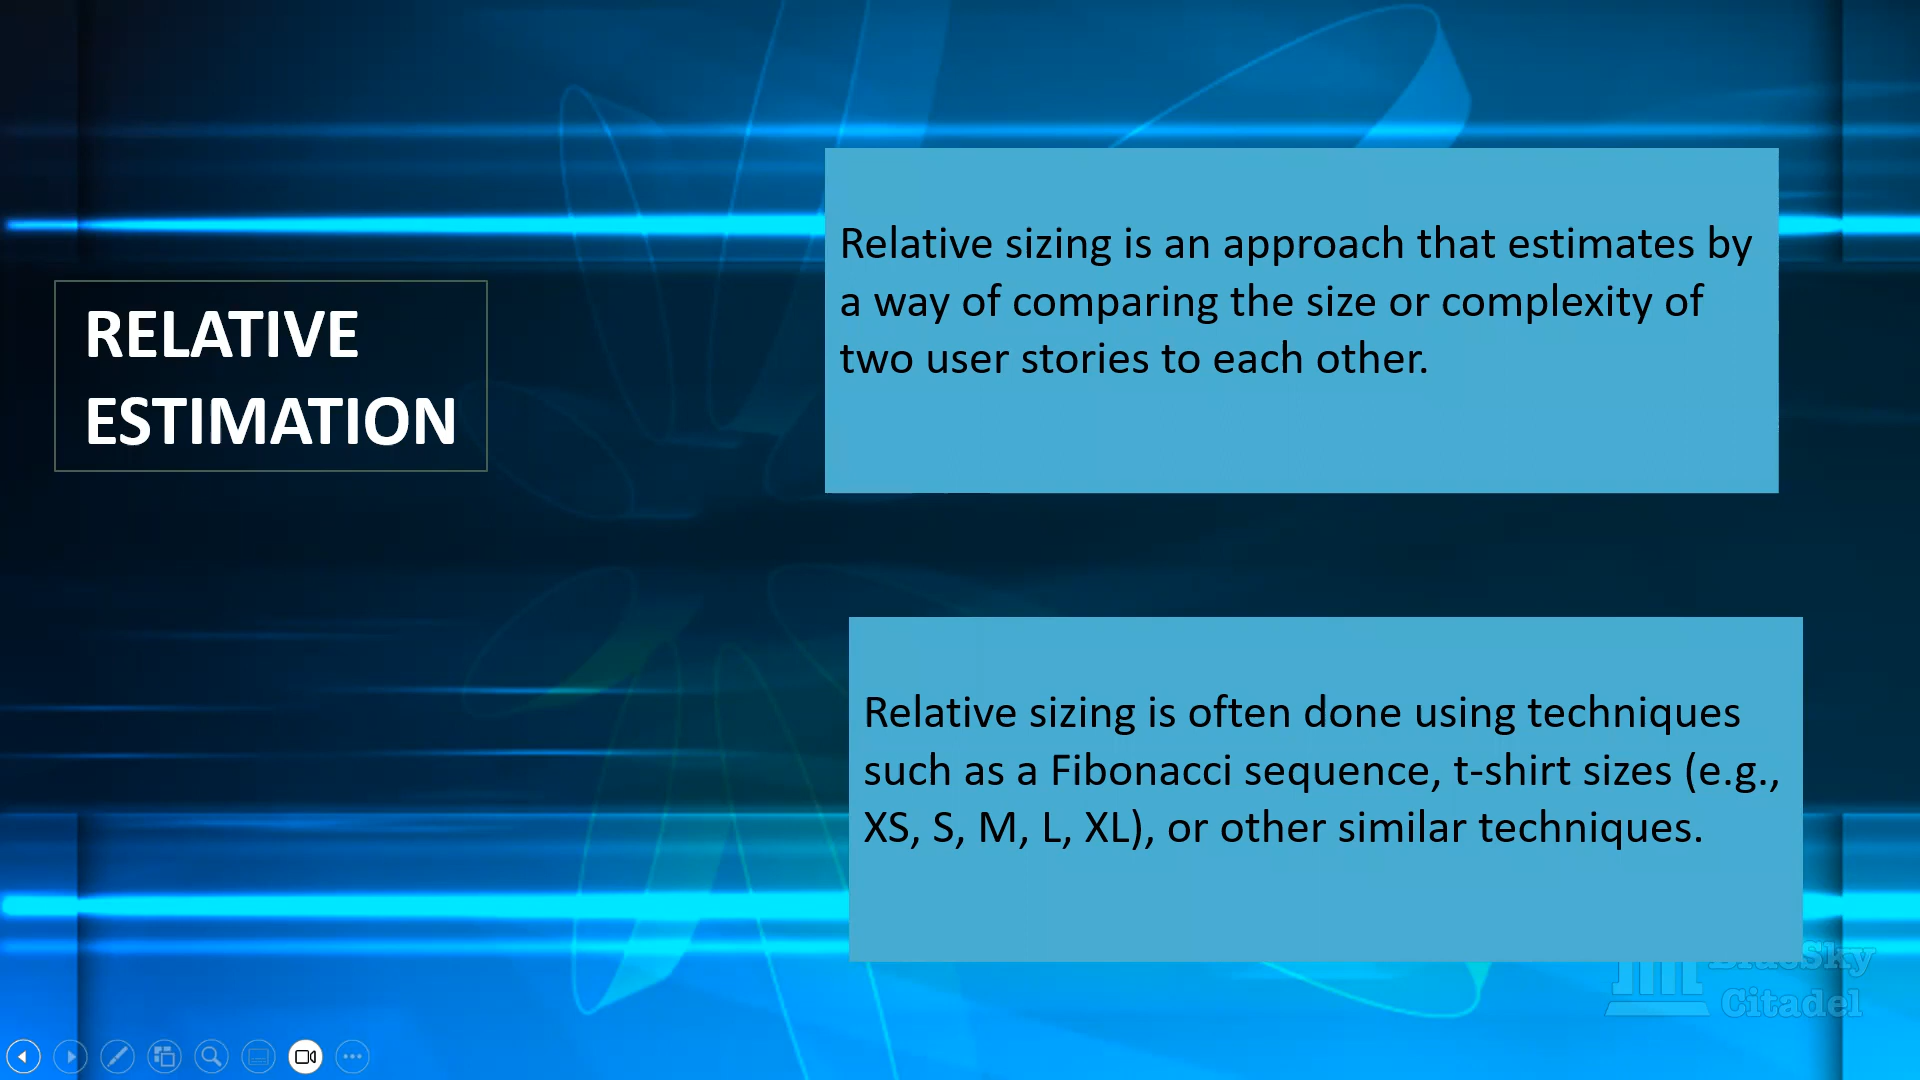 RELATIVE
ESTIMATION
Relative sizing is an approach that estimates by
a way of comparing the size or complexity of
two user stories to each other.
Relative sizing is often done using techniques
such as a Fibonacci sequence, t-shirt sizes (e.g.,
XS, S, M, L, XL), or other similar techniques.
BlueSky
Citadel